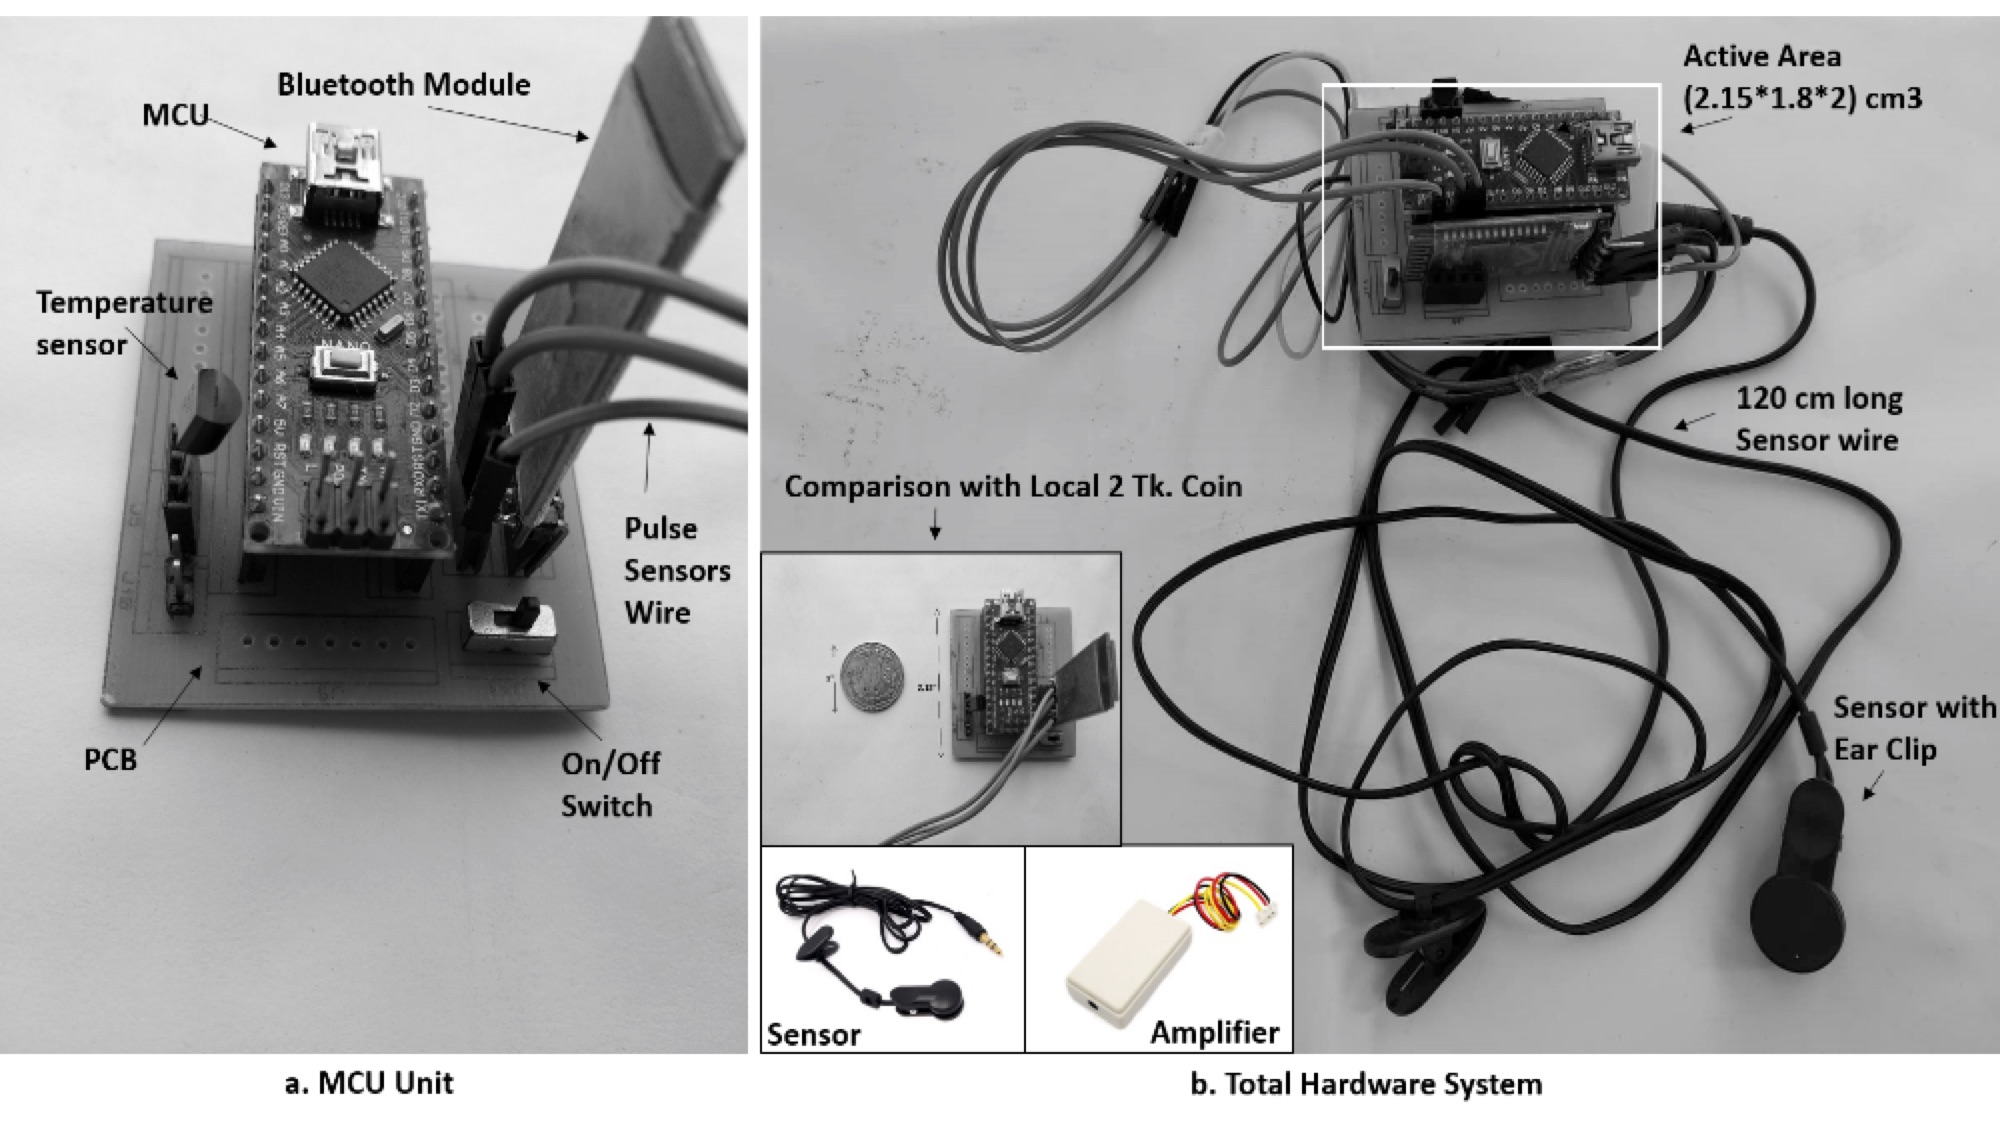 Bluetooth Module
MCU
Temperature
sensor
NANO
Pulse
Sensors
Wire
PCB
On/Off
Switch
a. MCU Unit
Active Area
(2.15*1.8*2) cm3
120 cm long
Sensor wire
Comparison with Local 2 Tk. Coin
Sensor with
Ear Clip
Sensor
Amplifier
b. Total Hardware System